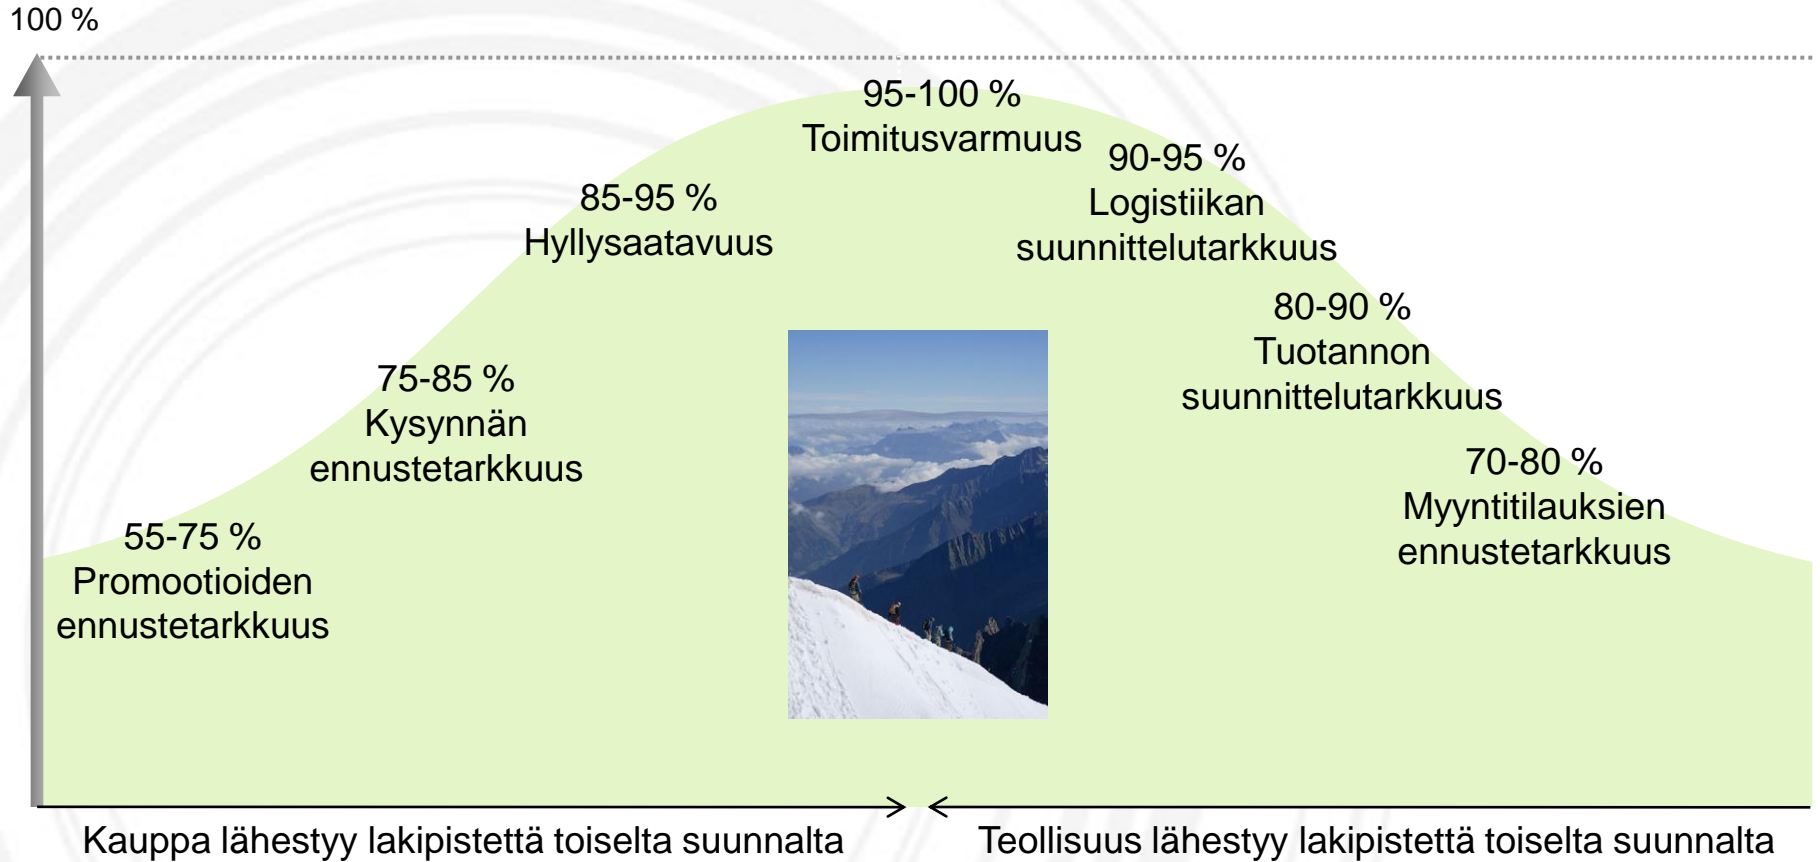 100 %
95-100 %
Toimitusvarmuus
90-95 %
Logistiikan
suunnittelutarkkuus
85-95 %
Hyllysaatavuus
80-90 %
Tuotannon
suunnittelutarkkuus
75-85 %
Kysynnän
ennustetarkkuus
70-80 %
Myyntitilauksien
ennustetarkkuus
55-75 %
Promootioiden
ennustetarkkuus
Kauppa lähestyy lakipistettä toiselta suunnalta
Teollisuus lähestyy lakipistettä toiselta suunnalta